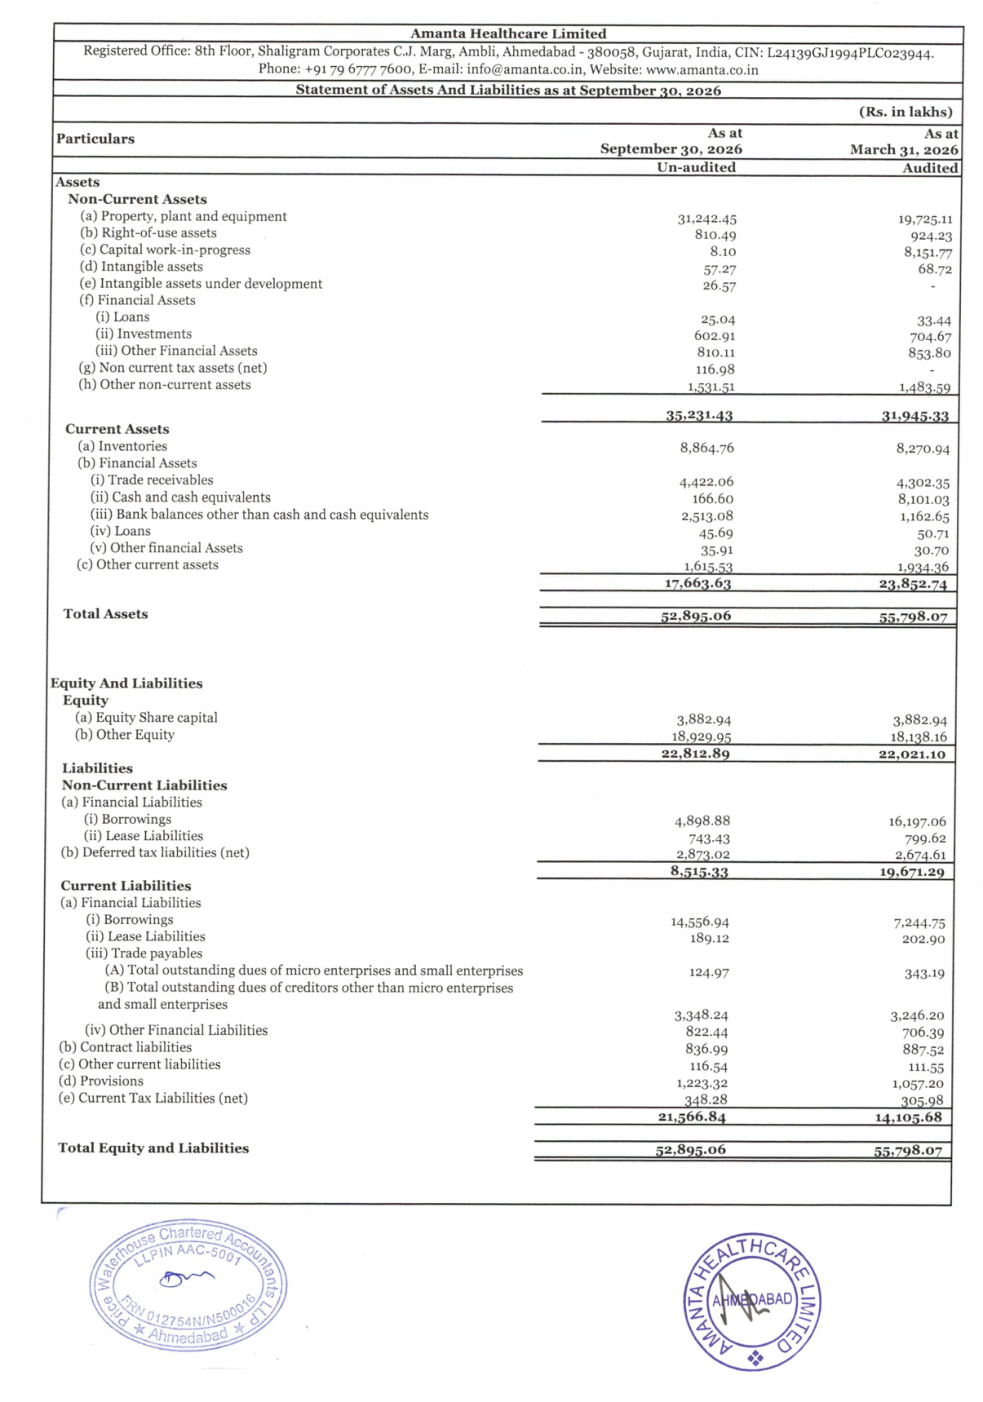 Amanta Healthcare Limited
Registered Office: 8th Floor, Shaligram Corporates C.J. Marg, Ambli, Ahmedabad - 380058, Gujarat, India, CIN: L24139GJ1994PLC023944.
Phone: +91 79 6777 7600, E-mail: info@amanta.co.in, Website: www.amanta.co.in
Statement of Assets And Liabilities as at September 30, 2026
(Rs. in lakhs)
Particulars As at September 30, 2026 As at March 31, 2026
Un-audited Audited
Assets
Non-Current Assets
(a) Property, plant and equipment 31,242.45 19,725.11
(b) Right-of-use assets 810.49 924.23
(c) Capital work-in-progress 8.10 8,151.77
(d) Intangible assets 57.27 68.72
(e) Intangible assets under development 26.57 -
(f) Financial Assets
(i) Loans 25.04 33.44
(ii) Investments 602.91 704.67
(iii) Other Financial Assets 810.11 853.80
(g) Non current tax assets (net) 116.98 -
(h) Other non-current assets 1,531.51 1,483.59
35,231.43 31,945.33
Current Assets
(a) Inventories 8,864.76 8,270.94
(b) Financial Assets
(i) Trade receivables 4,422.06 4,302.35
(ii) Cash and cash equivalents 166.60 8,101.03
(iii) Bank balances other than cash and cash equivalents 2,513.08 1,162.65
(iv) Loans 45.69 50.71
(v) Other financial Assets 35.91 30.70
(c) Other current assets 1,615.53 1,934.36
17,663.63 23,852.74
Total Assets 52,895.06 55,798.07
Equity And Liabilities
Equity
(a) Equity Share capital 3,882.94 3,882.94
(b) Other Equity 18,929.95 18,138.16
22,812.89 22,021.10
Liabilities
Non-Current Liabilities
(a) Financial Liabilities
(i) Borrowings 4,898.88 16,197.06
(ii) Lease Liabilities 743.43 799.62
(b) Deferred tax liabilities (net) 2,873.02 2,674.61
8,515.33 19,671.29
Current Liabilities
(a) Financial Liabilities
(i) Borrowings 14,556.94 7,244.75
(ii) Lease Liabilities 189.12 202.90
(iii) Trade payables
(A) Total outstanding dues of micro enterprises and small enterprises 124.97 343.19
(B) Total outstanding dues of creditors other than micro enterprises
and small enterprises
3,348.24 3,246.20
(iv) Other Financial Liabilities 822.44 706.39
(b) Contract liabilities 836.99 887.52
(c) Other current liabilities 116.54 111.55
(d) Provisions 1,223.32 1,057.20
(e) Current Tax Liabilities (net) 348.28 305.98
21,566.84 14,105.68
Total Equity and Liabilities 52,895.06 55,798.07
Price Waterhouse Chartered Accountants LLP
LLPIN AAC-5001
FRN 012754N/N500016
Ahmedabad
AMANTA HEALTHCARE LIMITED
AHMEDABAD